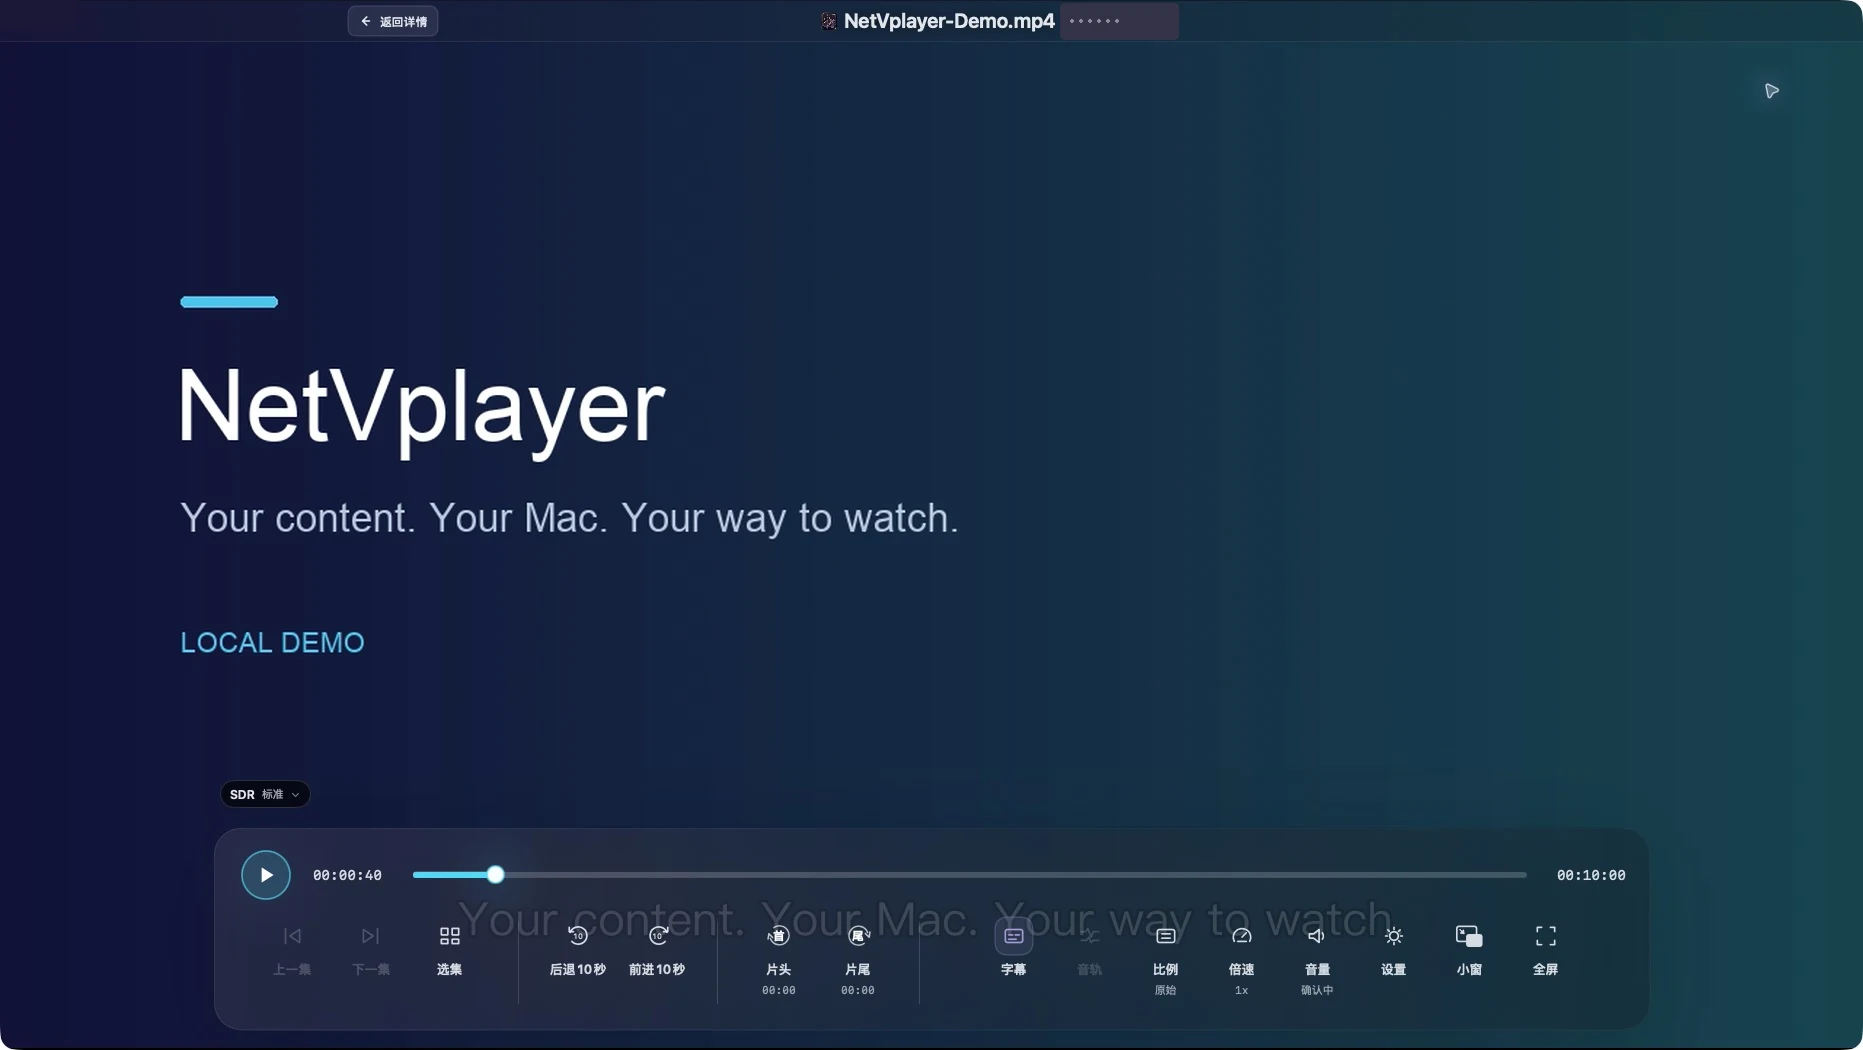 返回详情
NetVplayer-Demo.mp4
NetVplayer
Your content. Your Mac. Your way to watch.
LOCAL DEMO
SDR 标准
00:00:40
00:10:00
Your content. Your Mac. Your way to watch.
10
10
首
尾
上一集
下一集
选集
后退10秒
前进10秒
片头
片尾
字幕
音轨
比例
倍速
音量
设置
小窗
全屏
00:00
00:00
原始
1x
确认中